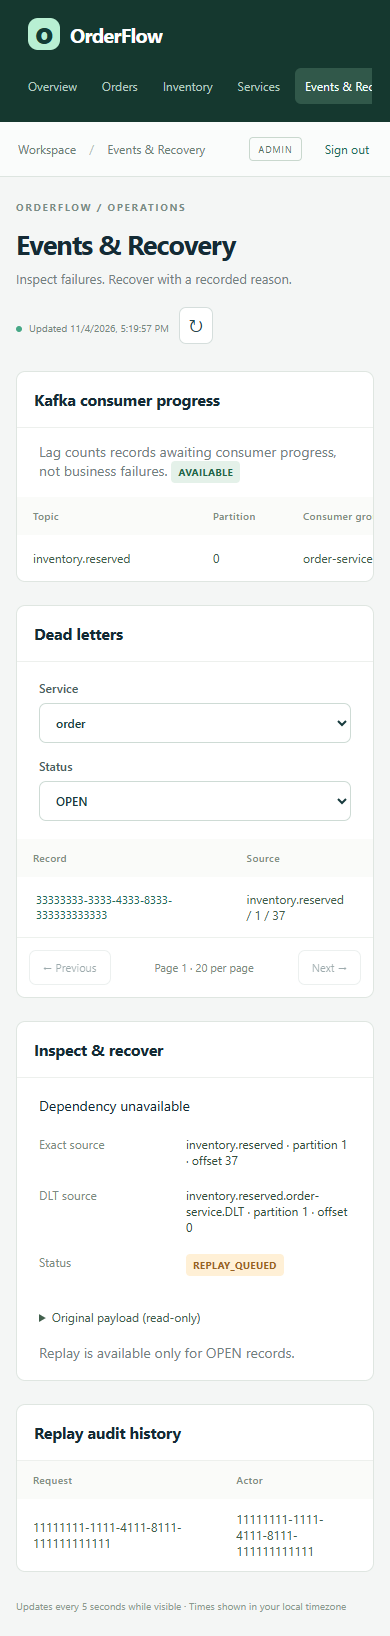 O OrderFlow
Overview Orders Inventory Services Events & Rec
Workspace / Events & Recovery ADMIN Sign out
ORDERFLOW / OPERATIONS
Events & Recovery
Inspect failures. Recover with a recorded reason.
Updated 11/4/2026, 5:19:57 PM ↻
Kafka consumer progress
Lag counts records awaiting consumer progress,
not business failures. AVAILABLE
Topic Partition Consumer gro
inventory.reserved 0 order-service
Dead letters
Service
order
Status
OPEN
Record Source
33333333-3333-4333-8333- inventory.reserved
333333333333 / 1 / 37
← Previous Page 1 · 20 per page Next →
Inspect & recover
Dependency unavailable
Exact source inventory.reserved · partition 1
· offset 37
DLT source inventory.reserved.order-
service.DLT · partition 1 · offset
0
Status REPLAY_QUEUED
▶ Original payload (read-only)
Replay is available only for OPEN records.
Replay audit history
Request Actor
11111111-1111-4111-8111- 11111111-1111-
111111111111 4111-8111-
111111111111
Updates every 5 seconds while visible · Times shown in your local timezone